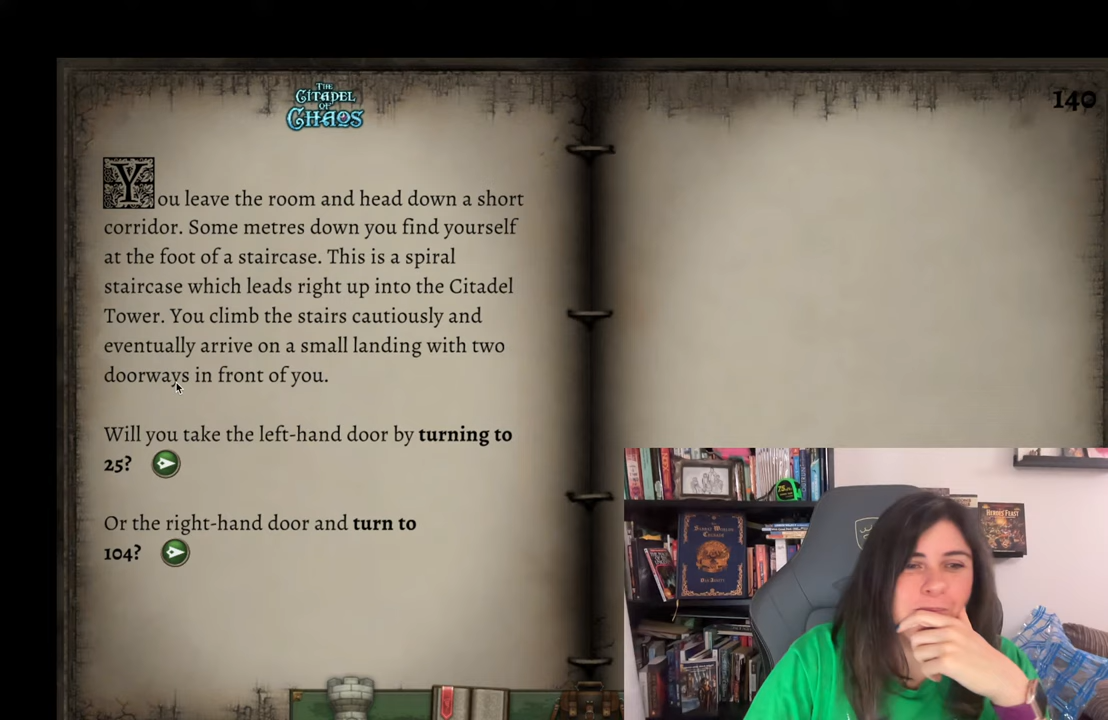 THE
CITADEL
OF
CHAOS
140
You leave the room and head down a short
corridor. Some metres down you find yourself
at the foot of a staircase. This is a spiral
staircase which leads right up into the Citadel
Tower. You climb the stairs cautiously and
eventually arrive on a small landing with two
doorways in front of you.
Will you take the left-hand door by turning to
25?
Or the right-hand door and turn to
104?
HEROES' FEAST